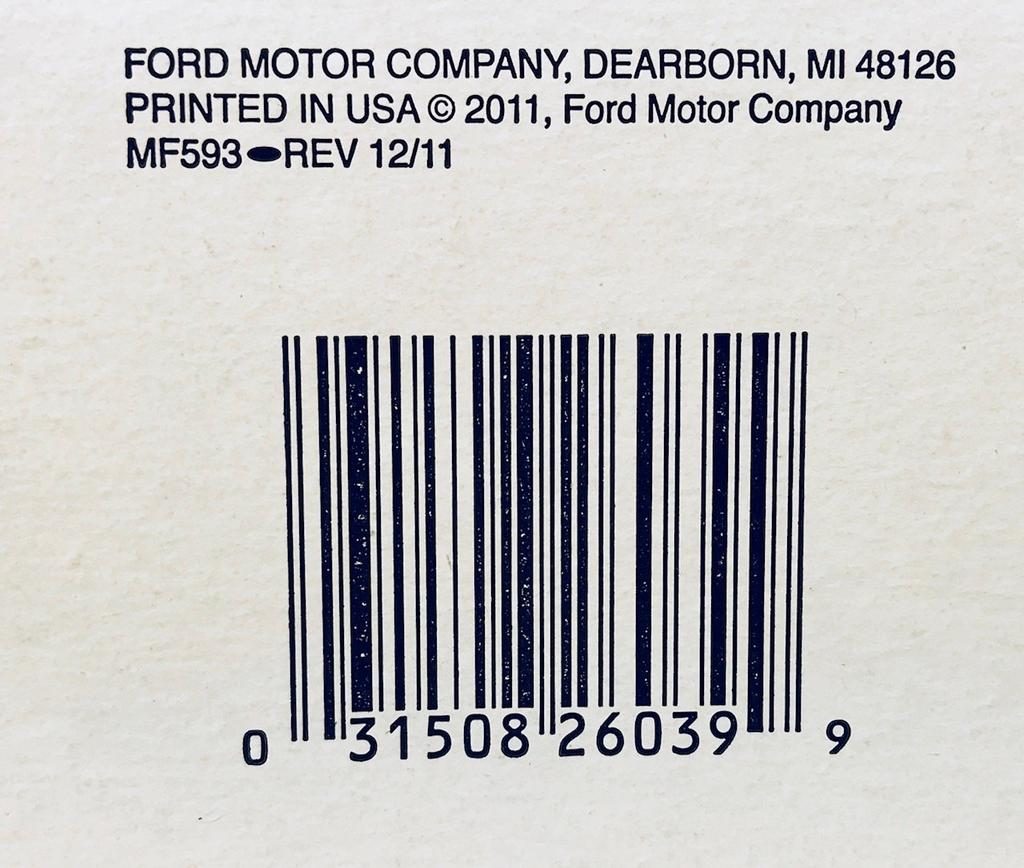 FORD MOTOR COMPANY, DEARBORN, MI 48126
PRINTED IN USA © 2011, Ford Motor Company
MF593●REV 12/11
0 31508 26039 9